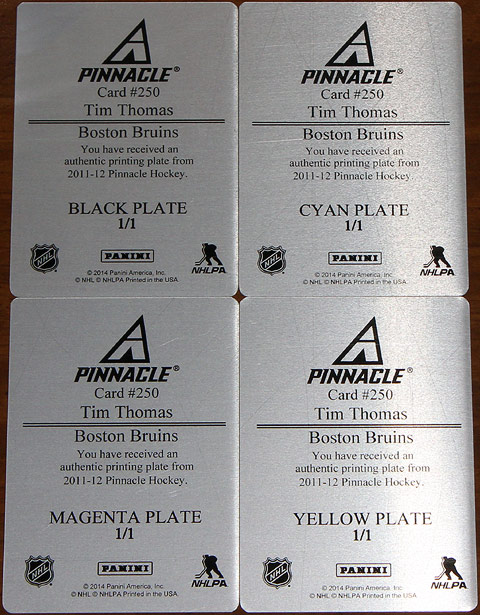 PINNACLE®
Card #250
Tim Thomas
Boston Bruins
You have received an
authentic printing plate from
2011-12 Pinnacle Hockey.
BLACK PLATE
1/1
NHL
PANINI
NHLPA
© 2014 Panini America, Inc.
© NHL © NHLPA Printed in the USA.
PINNACLE®
Card #250
Tim Thomas
Boston Bruins
You have received an
authentic printing plate from
2011-12 Pinnacle Hockey.
CYAN PLATE
1/1
NHL
PANINI
NHLPA
© 2014 Panini America, Inc.
© NHL © NHLPA Printed in the USA.
PINNACLE®
Card #250
Tim Thomas
Boston Bruins
You have received an
authentic printing plate from
2011-12 Pinnacle Hockey.
MAGENTA PLATE
1/1
NHL
PANINI
NHLPA
© 2014 Panini America, Inc.
© NHL © NHLPA Printed in the USA.
PINNACLE®
Card #250
Tim Thomas
Boston Bruins
You have received an
authentic printing plate from
2011-12 Pinnacle Hockey.
YELLOW PLATE
1/1
NHL
PANINI
NHLPA
© 2014 Panini America, Inc.
© NHL © NHLPA Printed in the USA.